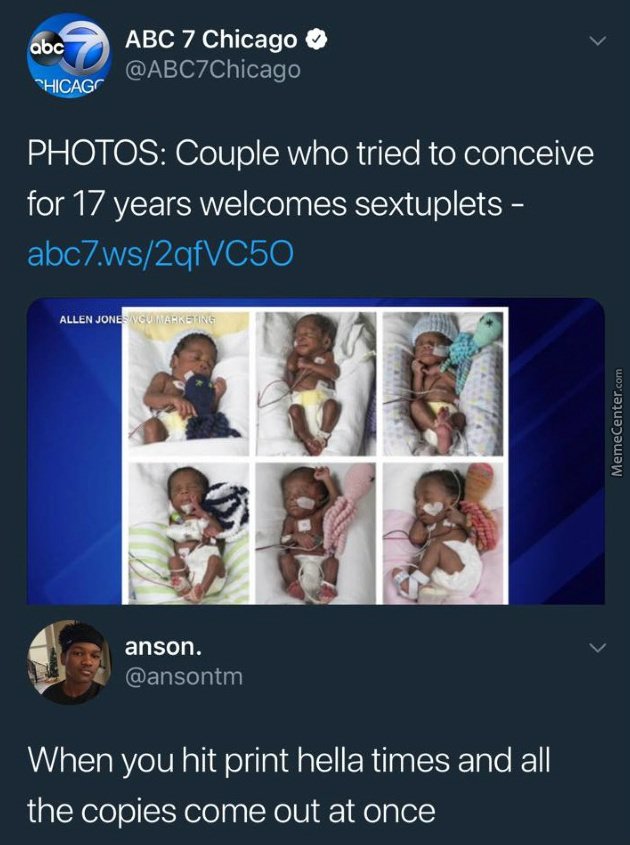 abc 7
CHICAGO
ABC 7 Chicago
@ABC7Chicago
PHOTOS: Couple who tried to conceive
for 17 years welcomes sextuplets -
abc7.ws/2qfVC5O
ALLEN JONES/VCU MARKETING
MemeCenter.com
anson.
@ansontm
When you hit print hella times and all
the copies come out at once